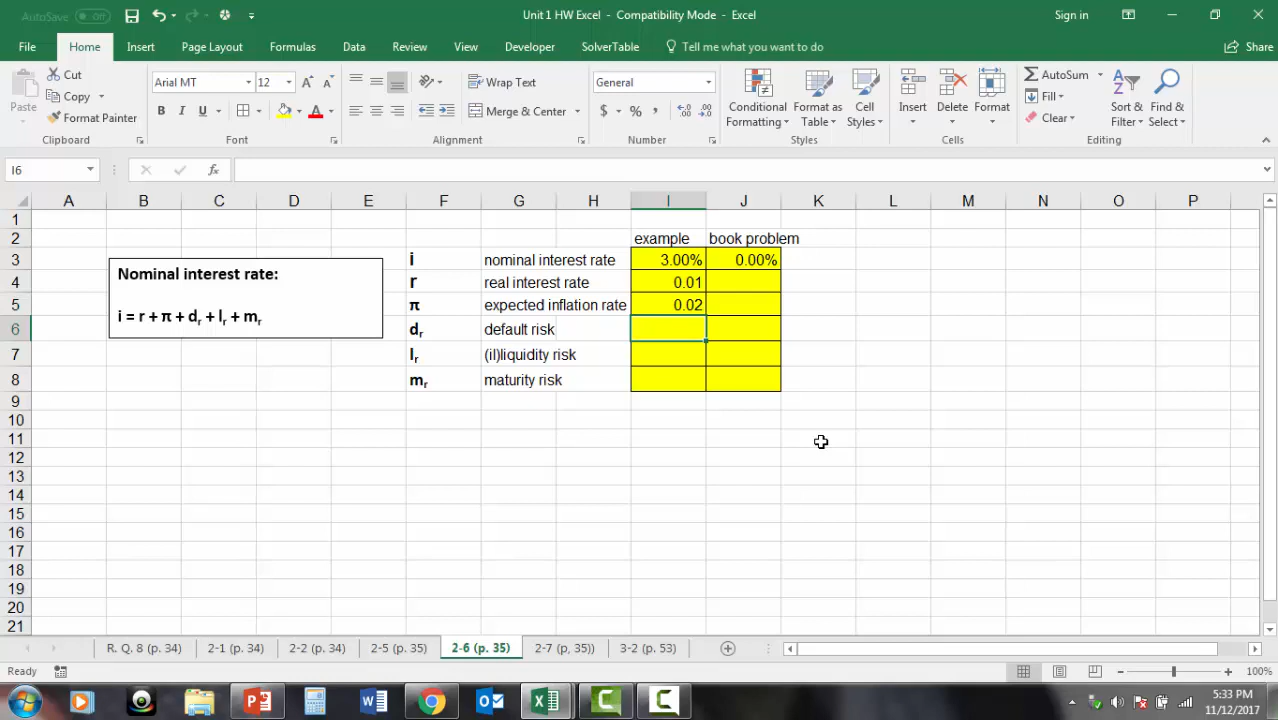 AutoSave Off
Unit 1 HW Excel - Compatibility Mode - Excel
Sign in
File Home Insert Page Layout Formulas Data Review View Developer SolverTable Tell me what you want to do Share
Paste
Cut
Copy
Format Painter
Clipboard
Arial MT 12
B I U
Font
Wrap Text
Merge & Center
Alignment
General
$ % ,
Number
Conditional Formatting
Format as Table
Cell Styles
Styles
Insert Delete Format
Cells
AutoSum
Fill
Clear
Sort & Filter
Find & Select
Editing
I6 fx
A B C D E F G H I J K L M N O P
1
2 example book problem
3 i nominal interest rate 3.00% 0.00%
4 r real interest rate 0.01
5 π expected inflation rate 0.02
6 dr default risk
7 lr (il)liquidity risk
8 mr maturity risk
Nominal interest rate:
i = r + π + dr + lr + mr
9
10
11
12
13
14
15
16
17
18
19
20
21
R. Q. 8 (p. 34) 2-1 (p. 34) 2-2 (p. 34) 2-5 (p. 35) 2-6 (p. 35) 2-7 (p, 35)) 3-2 (p. 53)
Ready 100%
5:33 PM
11/12/2017